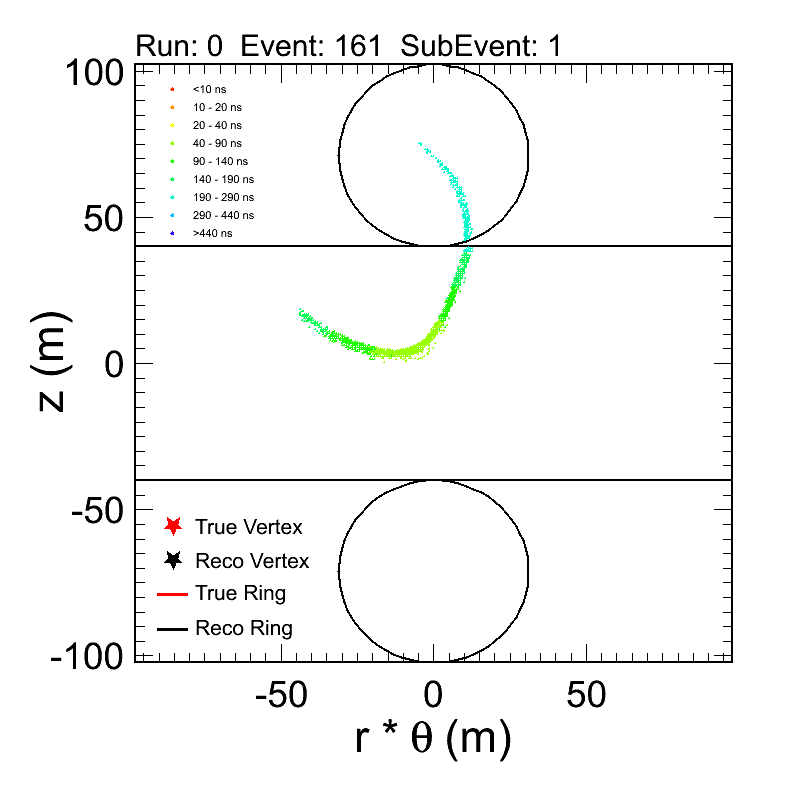 Run: 0  Event: 161  SubEvent: 1
100
<10 ns
10 - 20 ns
20 - 40 ns
40 - 90 ns
90 - 140 ns
140 - 190 ns
190 - 290 ns
290 - 440 ns
>440 ns
50
0
z (m)
-50
True Vertex
Reco Vertex
True Ring
Reco Ring
-100
-50 0 50
r * θ (m)